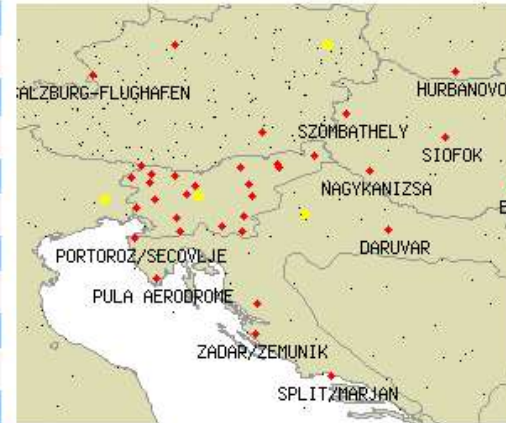 ALZBURG-FLUGHAFEN
HURBANOVO
SZOMBATHELY
SIOFOK
NAGYKANIZSA
DARUVAR
PORTOROZ/SECOVLJE
PULA AERODROME
ZADAR/ZEMUNIK
SPLIT/MARJAN